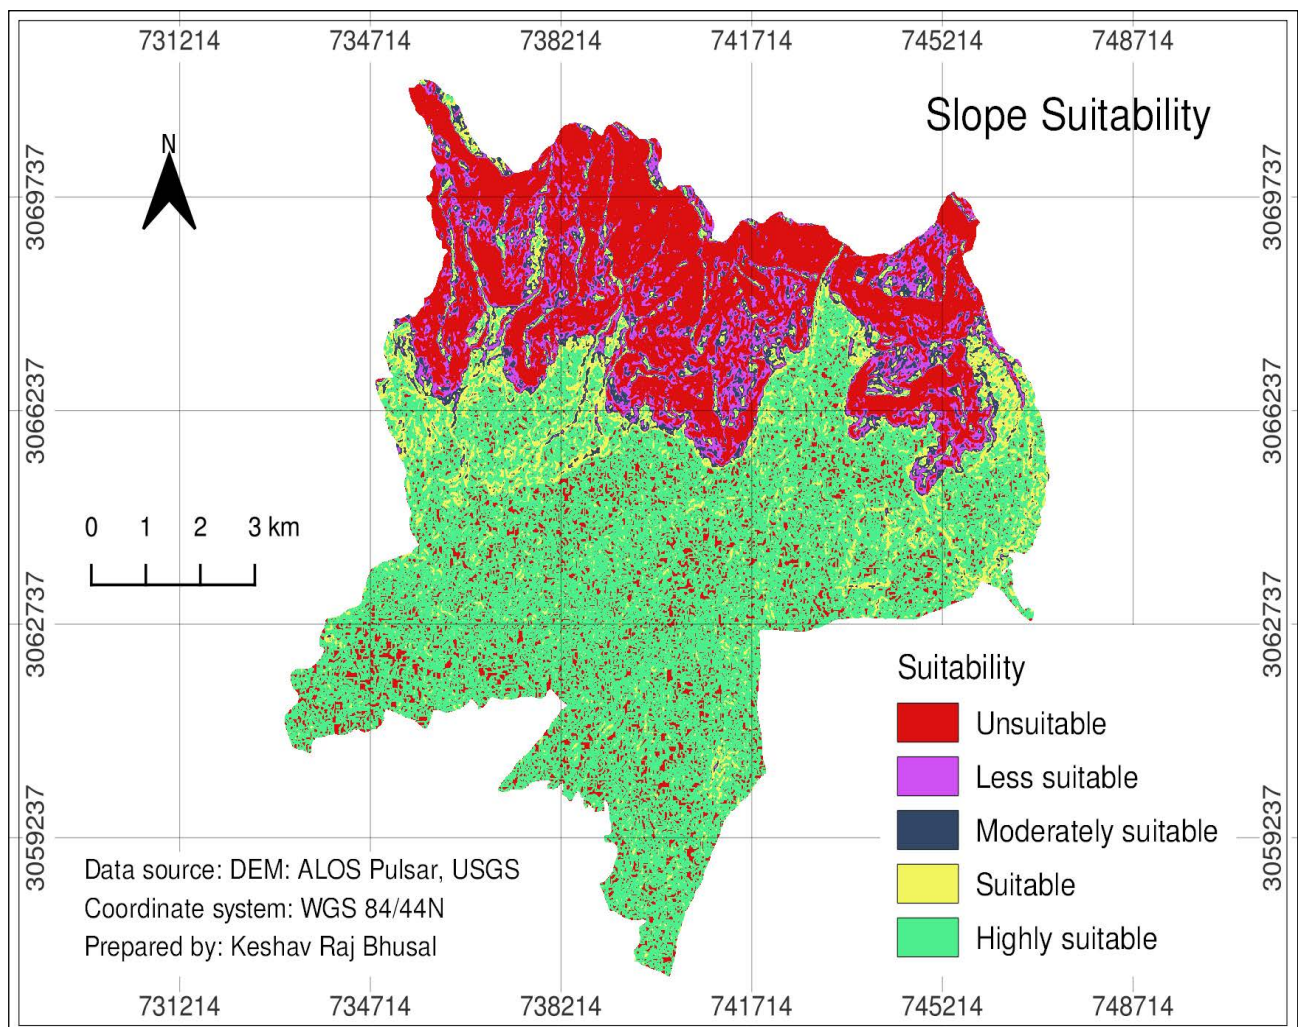 731214 734714 738214 741714 745214 748714
Slope Suitability
N
3069737 3069737
3066237 3066237
0 1 2 3 km
3062737 3062737
Suitability
Unsuitable
Less suitable
Moderately suitable
Suitable
Highly suitable
3059237 3059237
Data source: DEM: ALOS Pulsar, USGS
Coordinate system: WGS 84/44N
Prepared by: Keshav Raj Bhusal
731214 734714 738214 741714 745214 748714